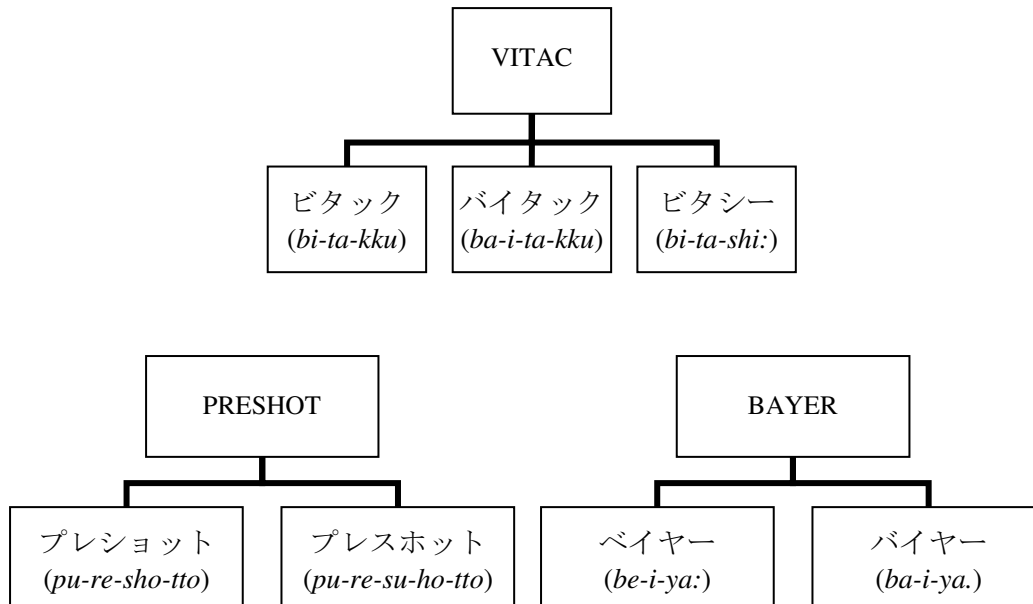 VITAC
ビタック
(bi-ta-kku)
バイタック
(ba-i-ta-kku)
ビタシー
(bi-ta-shi:)
PRESHOT
プレショット
(pu-re-sho-tto)
プレスホット
(pu-re-su-ho-tto)
BAYER
ベイヤー
(be-i-ya:)
バイヤー
(ba-i-ya.)